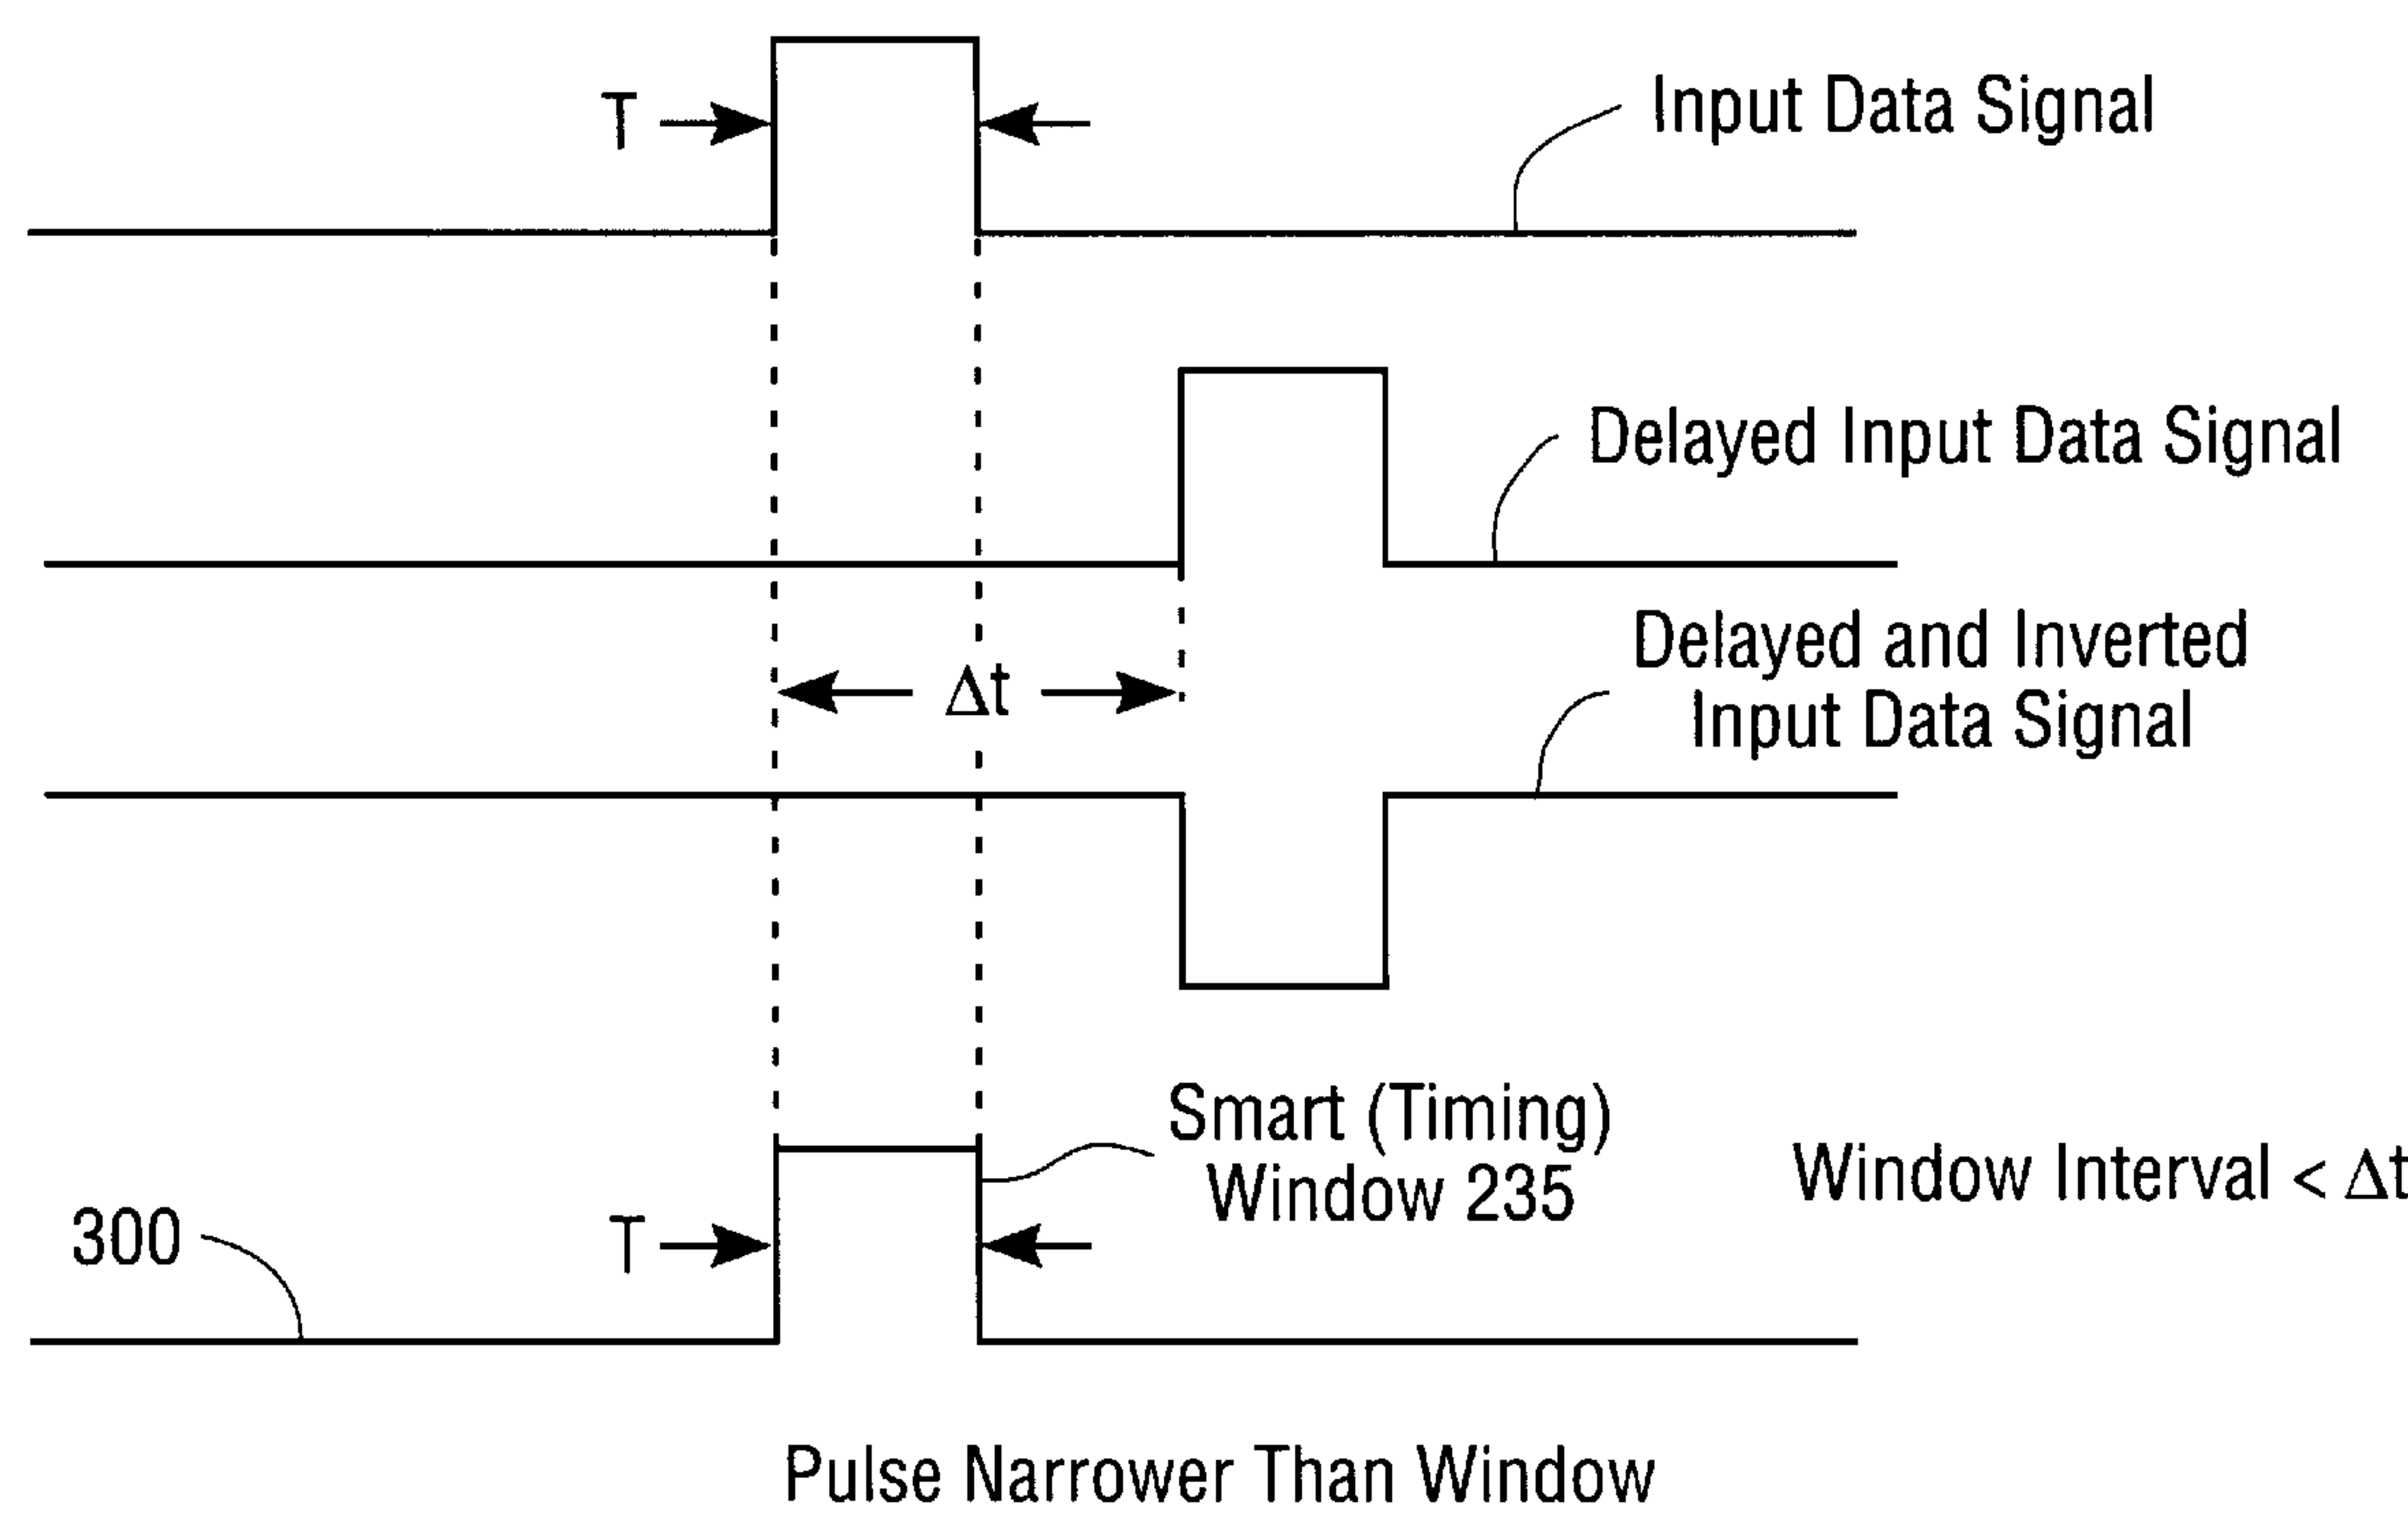 T
Input Data Signal
Delayed Input Data Signal
Delayed and Inverted
Input Data Signal
Δt
Smart (Timing)
Window 235
Window Interval < Δt
300
T
Pulse Narrower Than Window